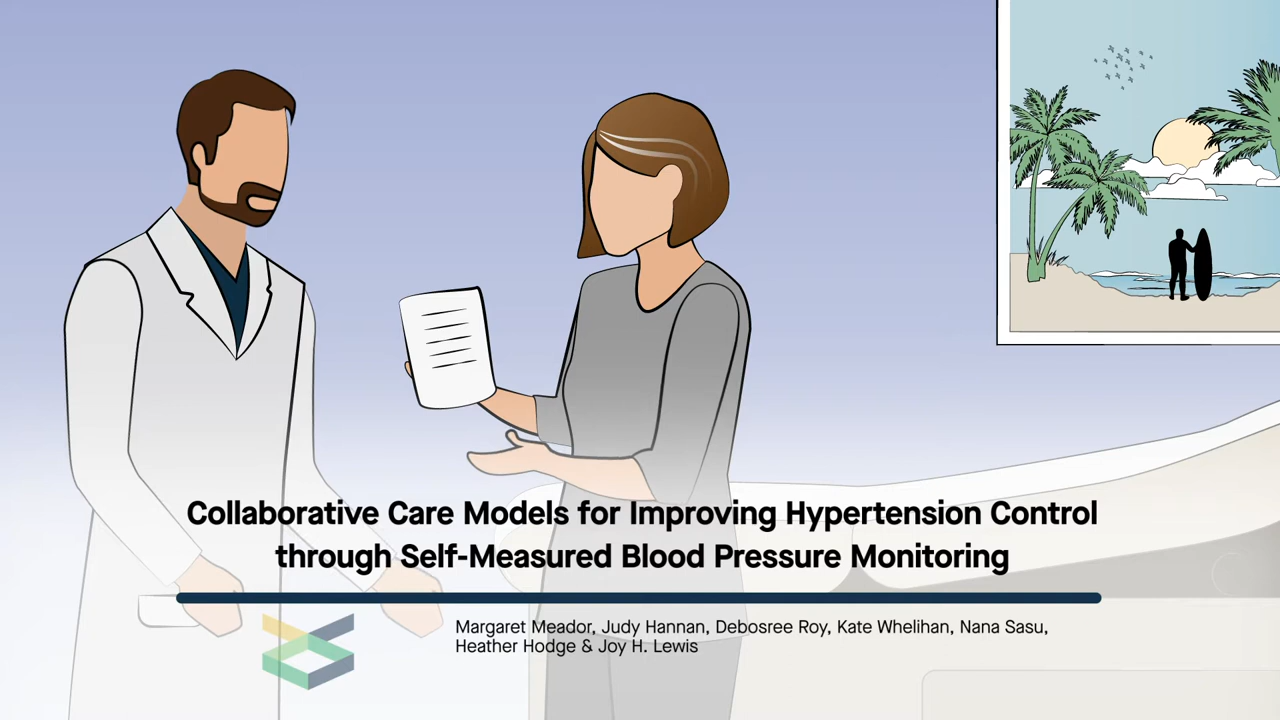 Collaborative Care Models for Improving Hypertension Control
through Self-Measured Blood Pressure Monitoring
Margaret Meador, Judy Hannan, Debosree Roy, Kate Whelihan, Nana Sasu,
Heather Hodge & Joy H. Lewis